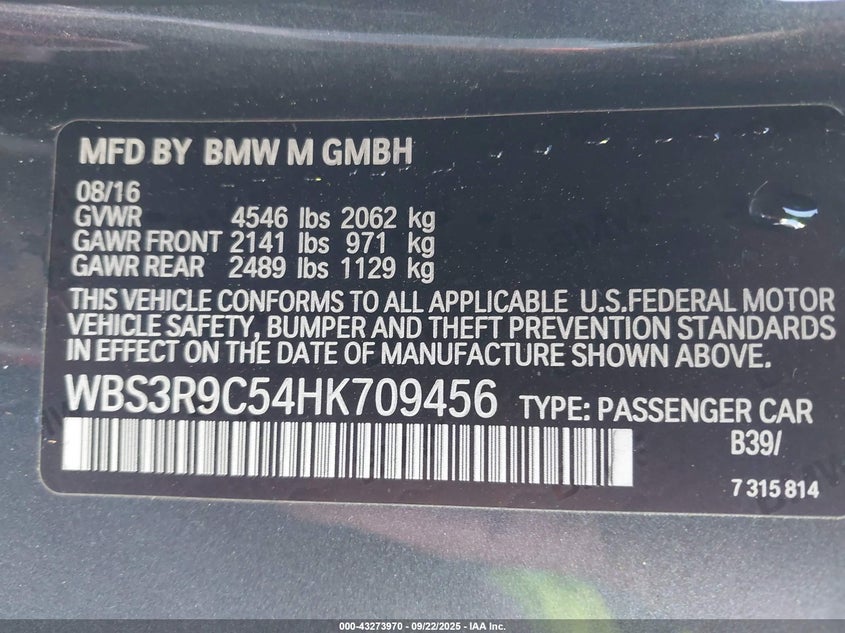 MFD BY BMW M GMBH
08/16
GVWR 4546 lbs 2062 kg
GAWR FRONT 2141 lbs 971 kg
GAWR REAR 2489 lbs 1129 kg
THIS VEHICLE CONFORMS TO ALL APPLICABLE U.S.FEDERAL MOTOR
VEHICLE SAFETY, BUMPER AND THEFT PREVENTION STANDARDS
IN EFFECT ON THE DATE OF MANUFACTURE SHOWN ABOVE.
WBS3R9C54HK709456 TYPE: PASSENGER CAR
B39/
7 315 814
000-43273970 - 09/22/2025 - IAA Inc.